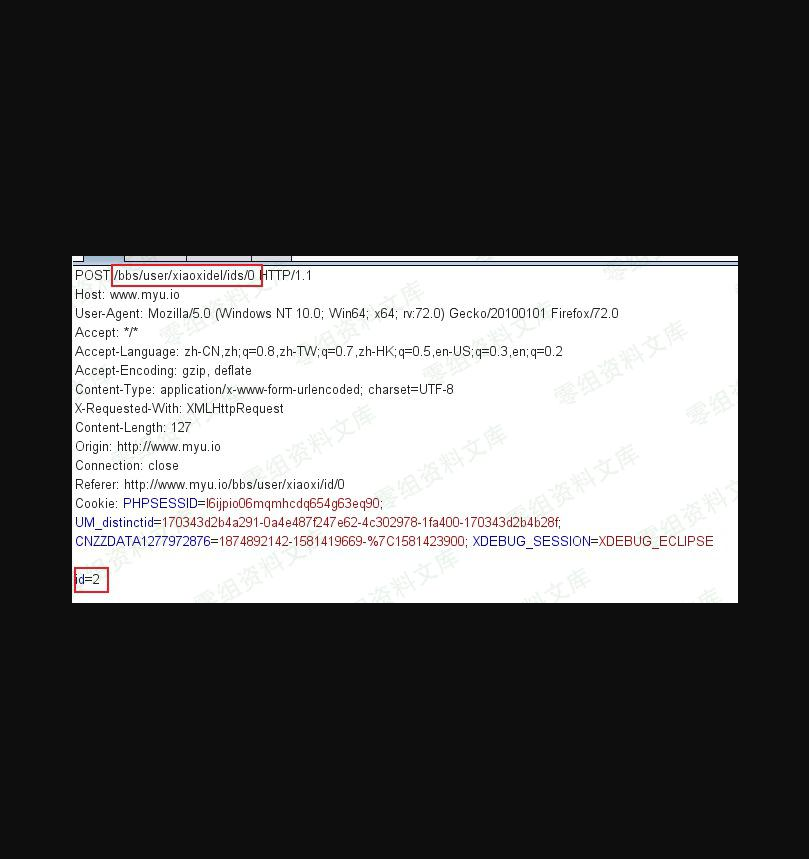 POST /bbs/user/xiaoxidel/ids/0 HTTP/1.1
Host: www.myu.io
User-Agent: Mozilla/5.0 (Windows NT 10.0; Win64; x64; rv:72.0) Gecko/20100101 Firefox/72.0
Accept: */*
Accept-Language: zh-CN,zh;q=0.8,zh-TW;q=0.7,zh-HK;q=0.5,en-US;q=0.3,en;q=0.2
Accept-Encoding: gzip, deflate
Content-Type: application/x-www-form-urlencoded; charset=UTF-8
X-Requested-With: XMLHttpRequest
Content-Length: 127
Origin: http://www.myu.io
Connection: close
Referer: http://www.myu.io/bbs/user/xiaoxi/id/0
Cookie: PHPSESSID=l6ijpio06mqmhcdq654g63eq90;
UM_distinctid=170343d2b4a291-0a4e487f247e62-4c302978-1fa400-170343d2b4b28f;
CNZZDATA1277972876=1874892142-1581419669-%7C1581423900; XDEBUG_SESSION=XDEBUG_ECLIPSE
id=2
零组资料文库